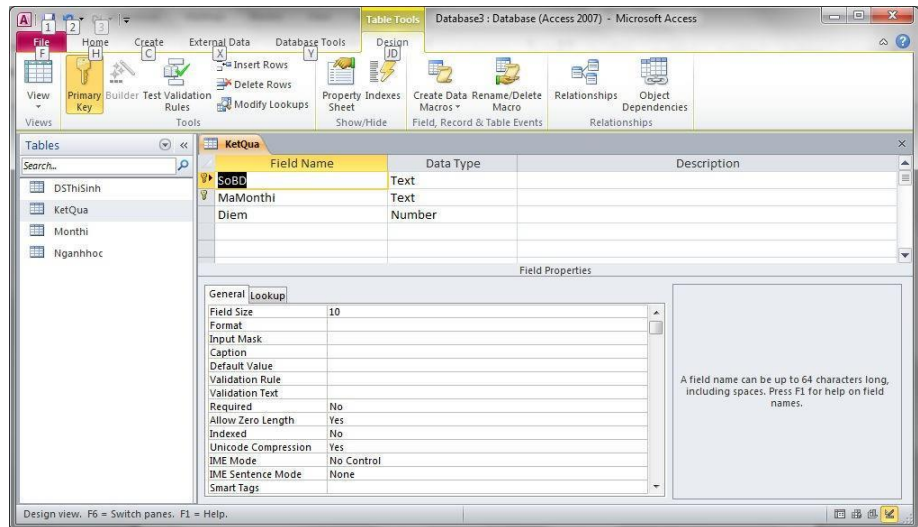 A 1 2 3 Table Tools Database3 : Database (Access 2007) - Microsoft Access
File Home Create External Data Database Tools Design
F H C X Y JD
View Primary Key Builder Test Validation Rules Insert Rows Delete Rows Modify Lookups Property Sheet Indexes Create Data Macros Rename/Delete Macro Relationships Object Dependencies
Views Tools Show/Hide Field, Record & Table Events Relationships
Tables
Search...
DSThiSinh
KetQua
Monthi
Nganhhoc
KetQua
Field Name Data Type Description
SoBD Text
MaMonthi Text
Diem Number
Field Properties
General Lookup
Field Size 10
Format
Input Mask
Caption
Default Value
Validation Rule
Validation Text
Required No
Allow Zero Length Yes
Indexed No
Unicode Compression Yes
IME Mode No Control
IME Sentence Mode None
Smart Tags
A field name can be up to 64 characters long,
including spaces. Press F1 for help on field
names.
Design view. F6 = Switch panes. F1 = Help.